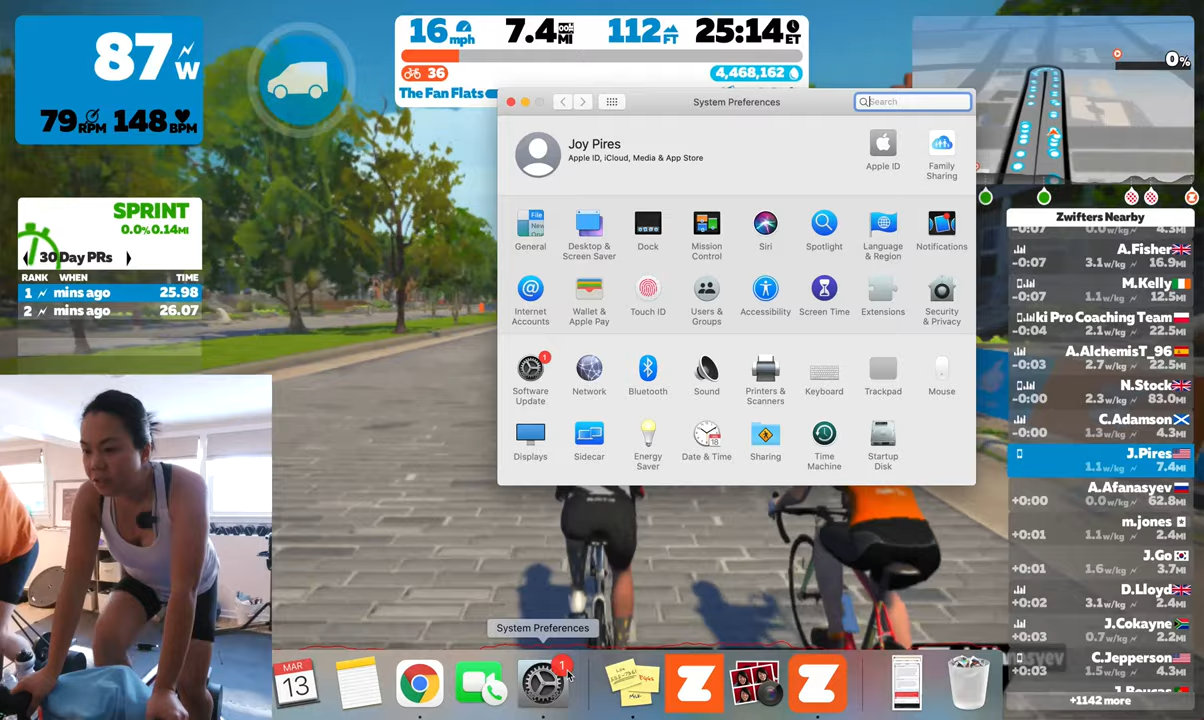 87w
79 RPM 148 BPM
16 mph 7.4 MI 112 FT 25:14 ET
36 4,468,162
The Fan Flats
0%
SPRINT
0.0% 0.14MI
30 Day PRs
RANK WHEN TIME
1 mins ago 25.98
2 mins ago 26.07
System Preferences
Search
Joy Pires
Apple ID, iCloud, Media & App Store
Apple ID
Family
Sharing
General
Desktop &
Screen Saver
Dock
Mission
Control
Siri
Spotlight
Language
& Region
Notifications
Internet
Accounts
Wallet &
Apple Pay
Touch ID
Users &
Groups
Accessibility
Screen Time
Extensions
Security
& Privacy
1
Software
Update
Network
Bluetooth
Sound
Printers &
Scanners
Keyboard
Trackpad
Mouse
Displays
Sidecar
Energy
Saver
Date & Time
Sharing
Time
Machine
Startup
Disk
Zwifters Nearby
-0:07 4.3MI
A.Fisher
-0:07 3.1w/kg 16.9MI
M.Kelly
-0:07 1.1w/kg 12.5MI
ki Pro Coaching Team
-0:04 2.1w/kg 22.5MI
A.AlchemisT_96
-0:03 2.7w/kg 22.5MI
N.Stock
-0:00 2.3w/kg 83.0MI
C.Adamson
-0:00 1.3w/kg 4.3MI
J.Pires
1.1w/kg 7.4MI
A.Afanasyev
+0:00 0.0w/kg 62.8MI
m.jones
+0:01 1.1w/kg 2.4MI
J.Go
+0:01 1.6w/kg 3.7MI
D.Lloyd
+0:02 3.1w/kg 2.4MI
J.Cokayne
+0:03 0.7w/kg 2.2MI
C.Jepperson
+0:03 1.5w/kg 4.3MI
+1142 more
System Preferences
MAR
13
1